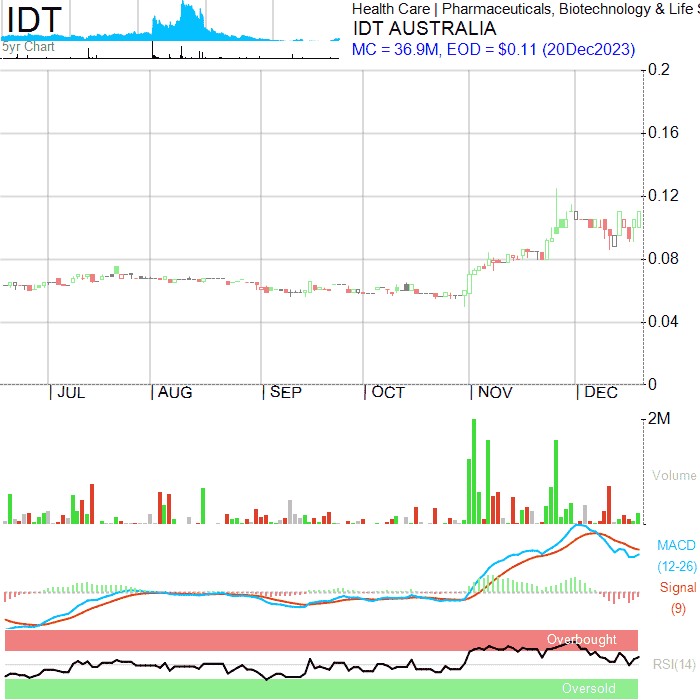 IDT
5yr Chart
Health Care | Pharmaceuticals, Biotechnology & Life S
IDT AUSTRALIA
MC = 36.9M, EOD = $0.11 (20Dec2023)
0.2
0.16
0.12
0.08
0.04
0
JUL AUG SEP OCT NOV DEC
2M
Volume
MACD
(12-26)
Signal
(9)
Overbought
RSI(14)
Oversold